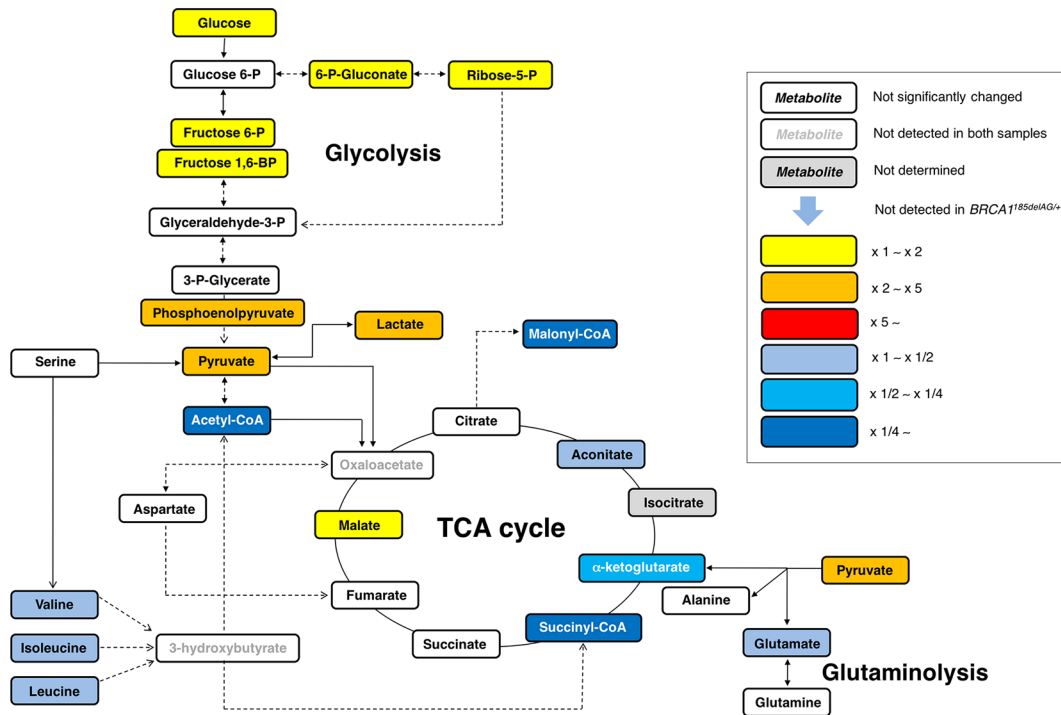 Glucose
Glucose 6-P
6-P-Gluconate
Ribose-5-P
Fructose 6-P
Fructose 1,6-BP
Glycolysis
Glyceraldehyde-3-P
3-P-Glycerate
Phosphoenolpyruvate
Lactate
Malonyl-CoA
Serine
Pyruvate
Acetyl-CoA
Citrate
Oxaloacetate
Aconitate
Aspartate
Isocitrate
Malate
TCA cycle
α-ketoglutarate
Pyruvate
Fumarate
Alanine
Valine
Succinyl-CoA
Isoleucine
3-hydroxybutyrate
Succinate
Glutamate
Glutaminolysis
Leucine
Glutamine
Metabolite Not significantly changed
Metabolite Not detected in both samples
Metabolite Not determined
Not detected in BRCA1185delAG/+
x 1 ~ x 2
x 2 ~ x 5
x 5 ~
x 1 ~ x 1/2
x 1/2 ~ x 1/4
x 1/4 ~